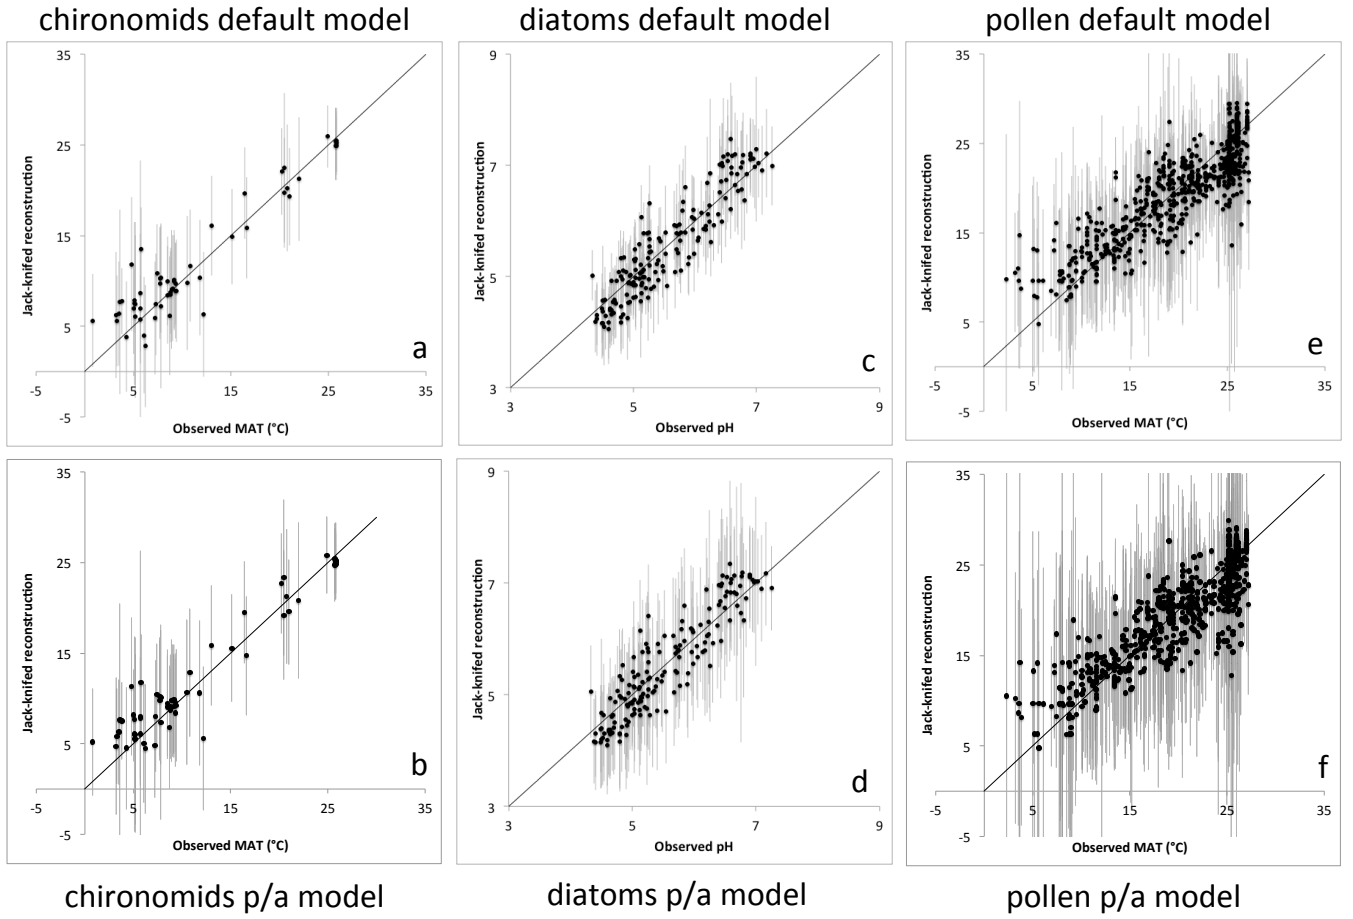 chironomids default model
diatoms default model
pollen default model
35
25
15
5
-5
-5
5
15
25
35
Jack-knifed reconstruction
Observed MAT (°C)
a
9
7
5
3
3
5
7
9
Jack-knifed reconstruction
Observed pH
c
35
25
15
5
-5
-5
5
15
25
35
Jack-knifed reconstruction
Observed MAT (°C)
e
35
25
15
5
-5
-5
5
15
25
35
Jack-knifed reconstruction
Observed MAT (°C)
b
9
7
5
3
3
5
7
9
Jack-knifed reconstruction
Observed pH
d
35
25
15
5
-5
-5
5
15
25
35
Jack-knifed reconstruction
Observed MAT (°C)
f
chironomids p/a model
diatoms p/a model
pollen p/a model